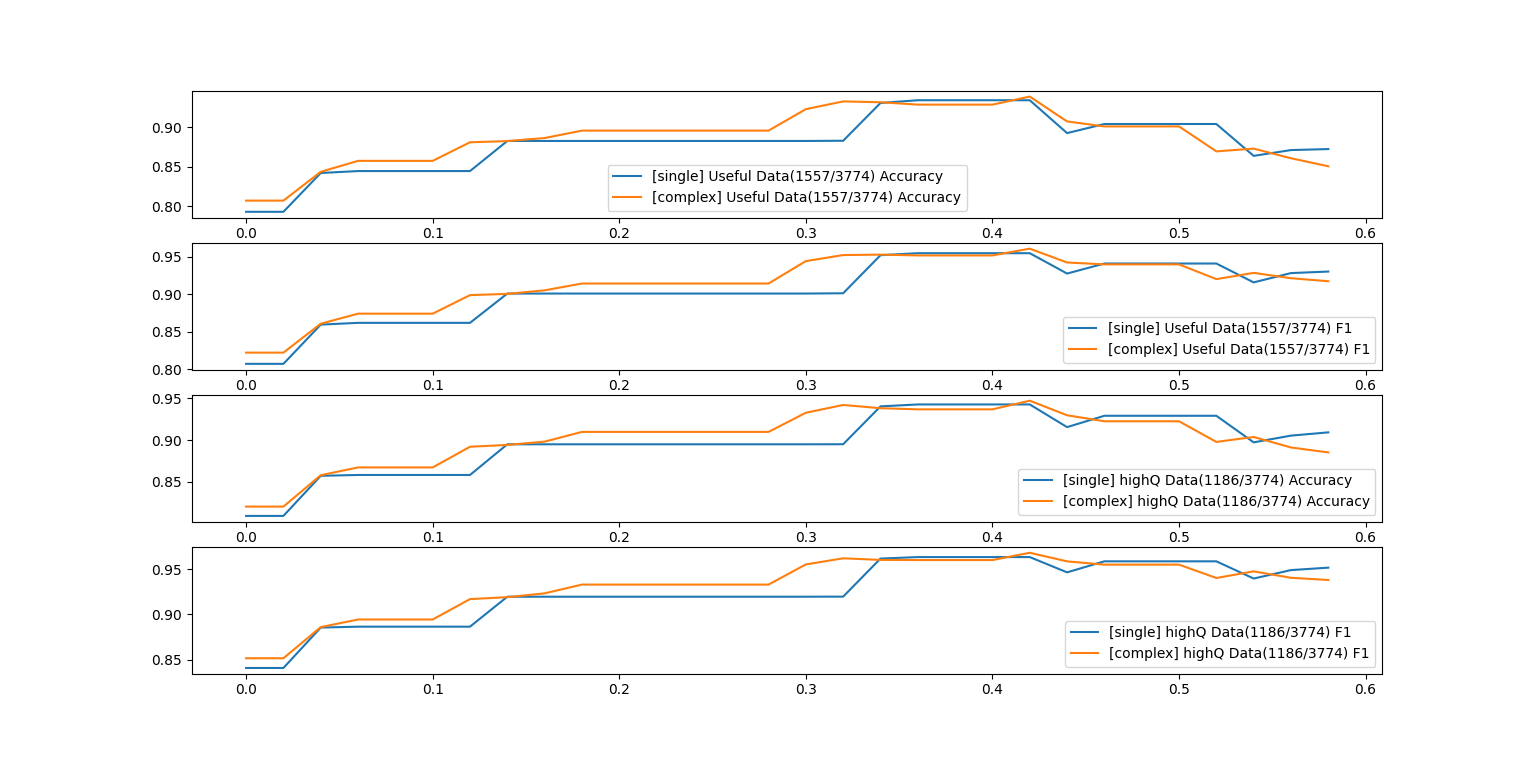 0.90
0.85
0.80
[single] Useful Data(1557/3774) Accuracy
[complex] Useful Data(1557/3774) Accuracy
0.0 0.1 0.2 0.3 0.4 0.5 0.6
0.95
0.90
0.85
0.80
[single] Useful Data(1557/3774) F1
[complex] Useful Data(1557/3774) F1
0.0 0.1 0.2 0.3 0.4 0.5 0.6
0.95
0.90
0.85
[single] highQ Data(1186/3774) Accuracy
[complex] highQ Data(1186/3774) Accuracy
0.0 0.1 0.2 0.3 0.4 0.5 0.6
0.95
0.90
0.85
[single] highQ Data(1186/3774) F1
[complex] highQ Data(1186/3774) F1
0.0 0.1 0.2 0.3 0.4 0.5 0.6